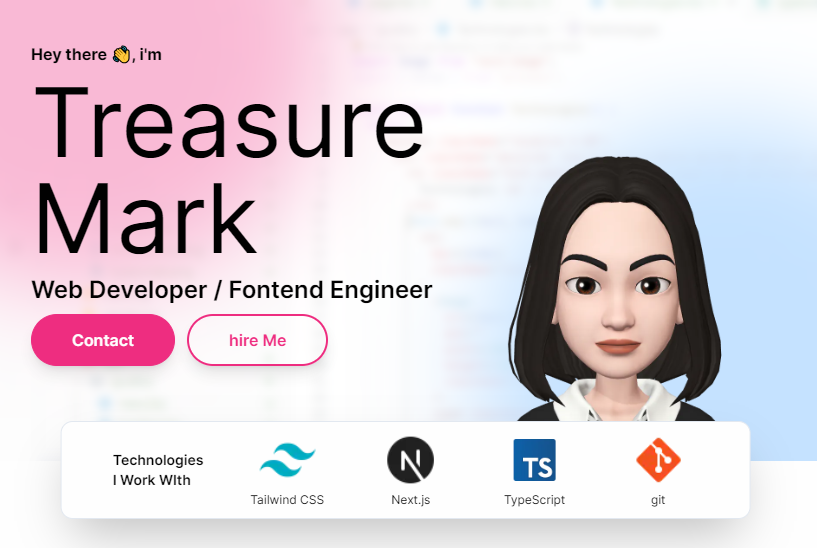 Hey there 👋, i'm
Treasure
Mark
Web Developer / Fontend Engineer
Contact
hire Me
Technologies
I Work WIth
TS
Tailwind CSS
Next.js
TypeScript
git